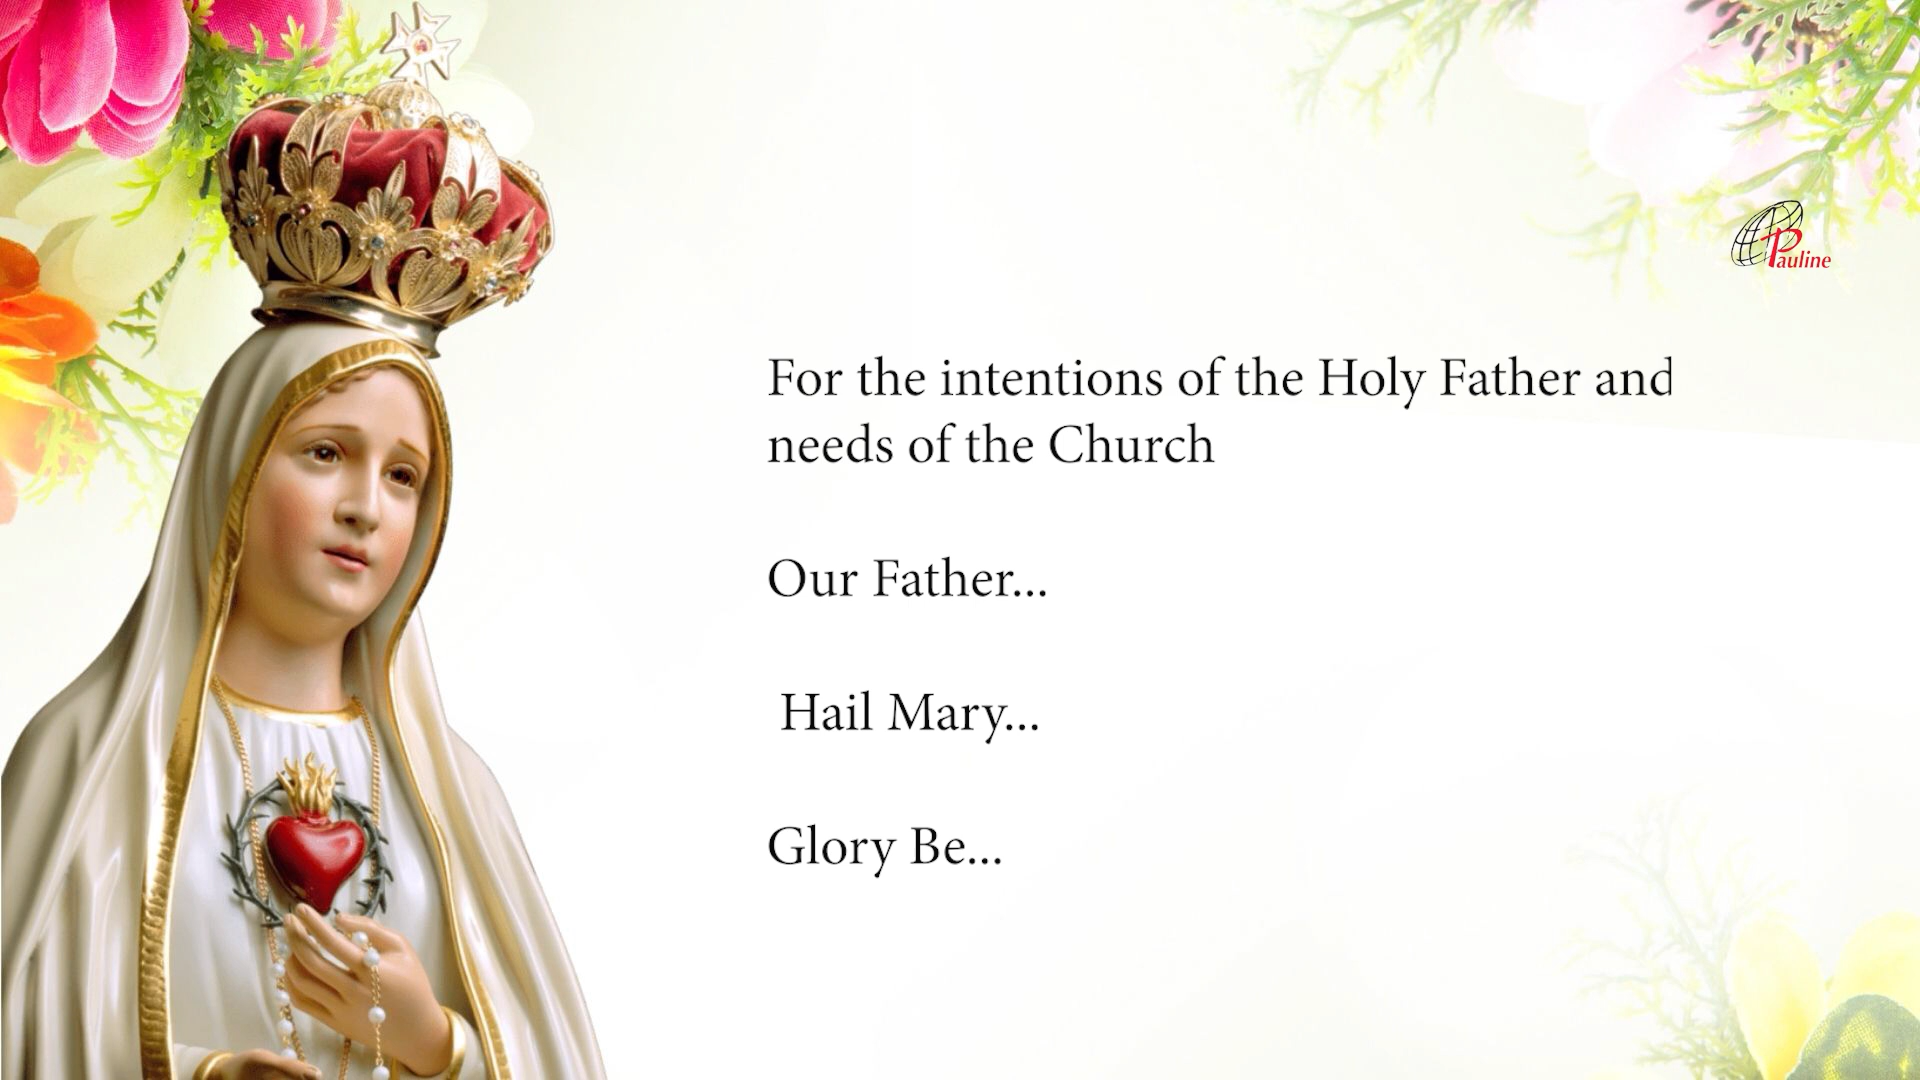 Pauline
For the intentions of the Holy Father and
needs of the Church
Our Father...
Hail Mary...
Glory Be...